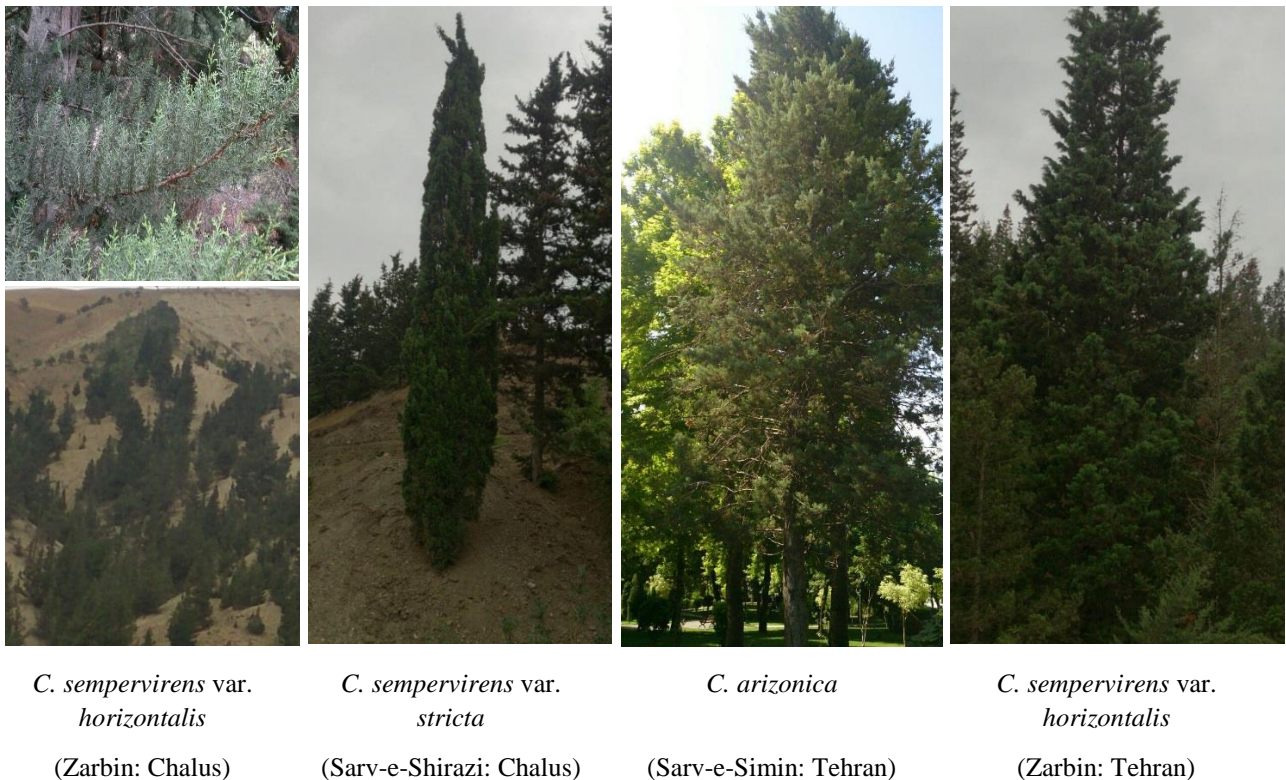 C. sempervirens var.
horizontalis
(Zarbin: Chalus)
C. sempervirens var.
stricta
(Sarv-e-Shirazi: Chalus)
C. arizonica
(Sarv-e-Simin: Tehran)
C. sempervirens var.
horizontalis
(Zarbin: Tehran)